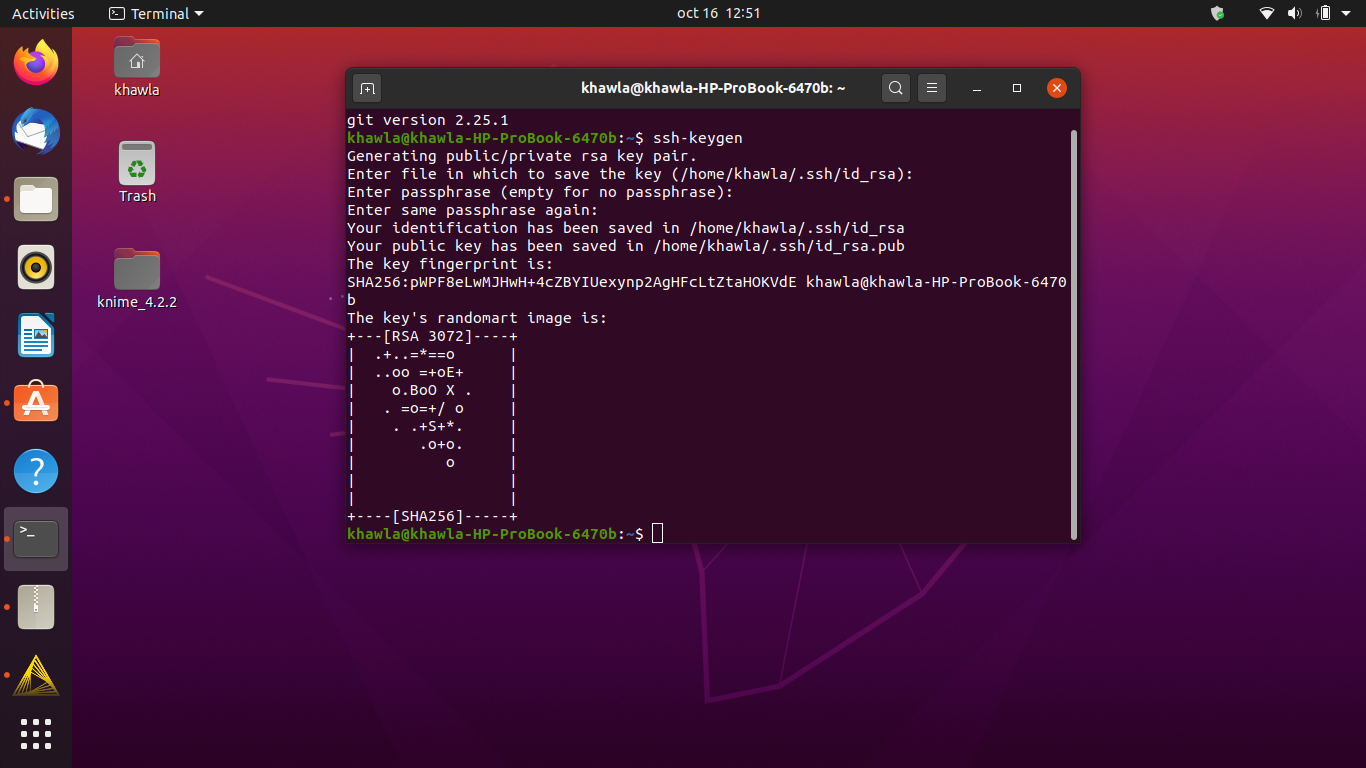 Activities
Terminal
oct 16 12:51
khawla
Trash
knime_4.2.2
khawla@khawla-HP-ProBook-6470b: ~
git version 2.25.1
khawla@khawla-HP-ProBook-6470b:~$ ssh-keygen
Generating public/private rsa key pair.
Enter file in which to save the key (/home/khawla/.ssh/id_rsa):
Enter passphrase (empty for no passphrase):
Enter same passphrase again:
Your identification has been saved in /home/khawla/.ssh/id_rsa
Your public key has been saved in /home/khawla/.ssh/id_rsa.pub
The key fingerprint is:
SHA256:pWPF8eLwMJHwH+4cZBYIUexynp2AgHFcLtZtaHOKVdE khawla@khawla-HP-ProBook-6470
b
The key's randomart image is:
+---[RSA 3072]----+
|  .+..=*==o      |
|  ..oo =+oE+     |
|    o.BoO X .    |
|   . =o=+/ o     |
|    . .+S+*.     |
|       .o+o.     |
|          o      |
|                 |
|                 |
+----[SHA256]-----+
khawla@khawla-HP-ProBook-6470b:~$